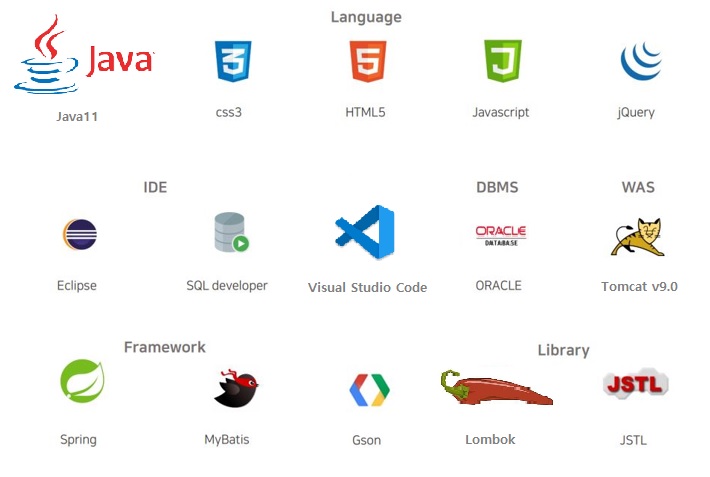 Language
Java
Java11
css3
HTML5
Javascript
jQuery
IDE
DBMS
WAS
ORACLE
DATABASE
Eclipse
SQL developer
Visual Studio Code
ORACLE
Tomcat v9.0
Framework
Library
JSTL
Spring
MyBatis
Gson
Lombok
JSTL